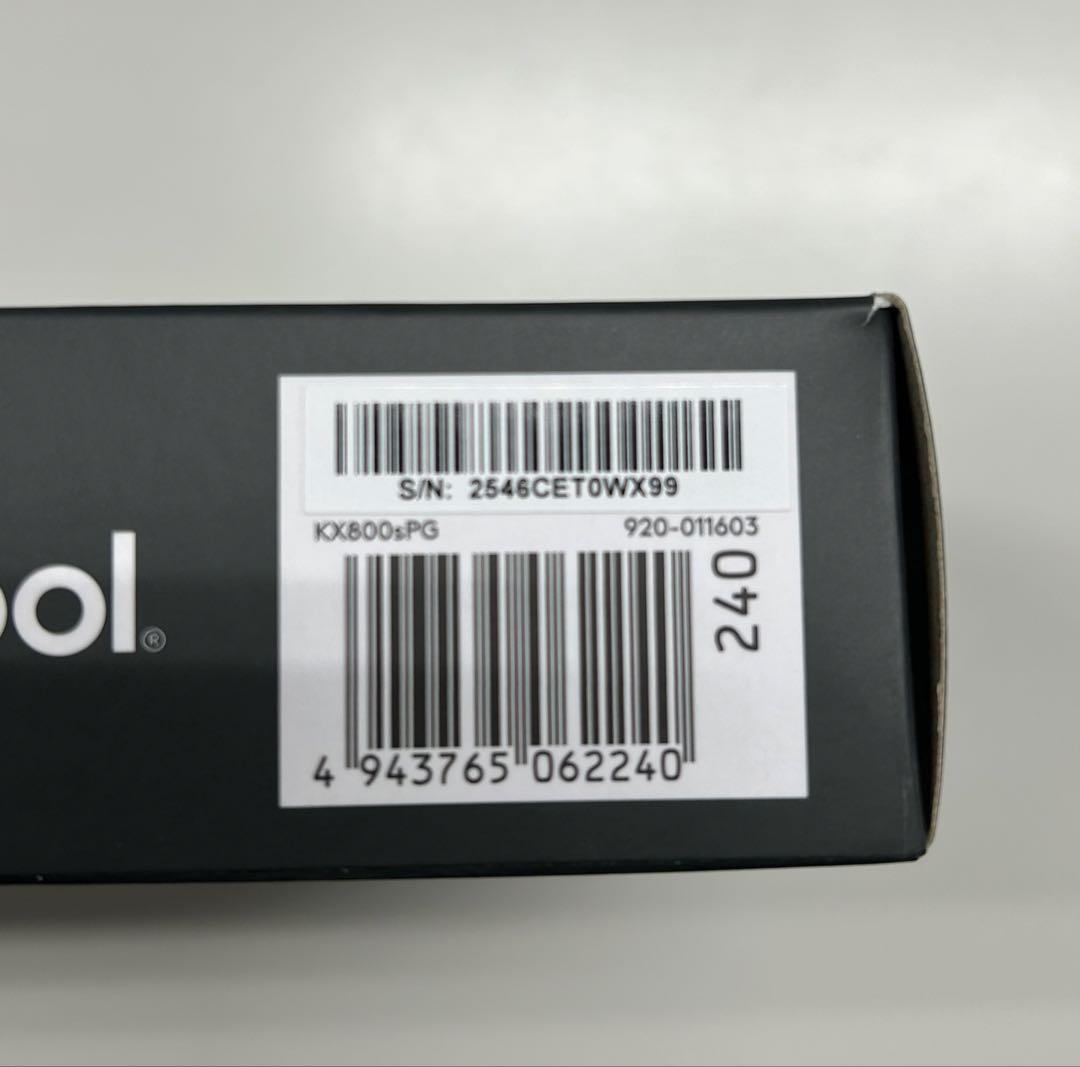 S/N: 2546CET0WX99
KX800sPG 920-011603
240
ol®
4 943765 062240